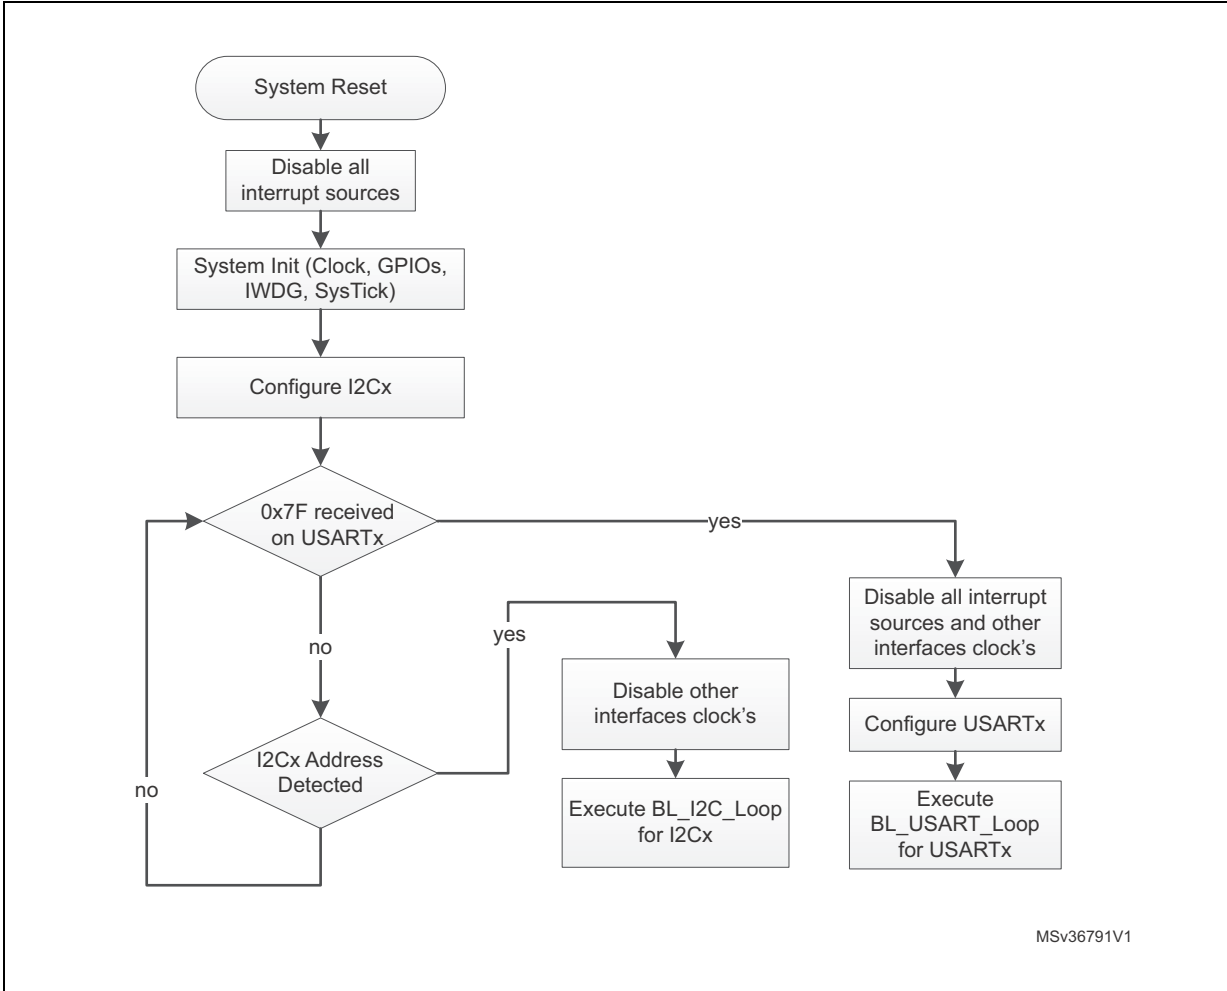 System Reset
Disable all
interrupt sources
System Init (Clock, GPIOs,
IWDG, SysTick)
Configure I2Cx
0x7F received
on USARTx
yes
no
Disable all interrupt
sources and other
interfaces clock's
yes
Disable other
interfaces clock's
Configure USARTx
I2Cx Address
Detected
no
Execute BL_I2C_Loop
for I2Cx
Execute
BL_USART_Loop
for USARTx
MSv36791V1